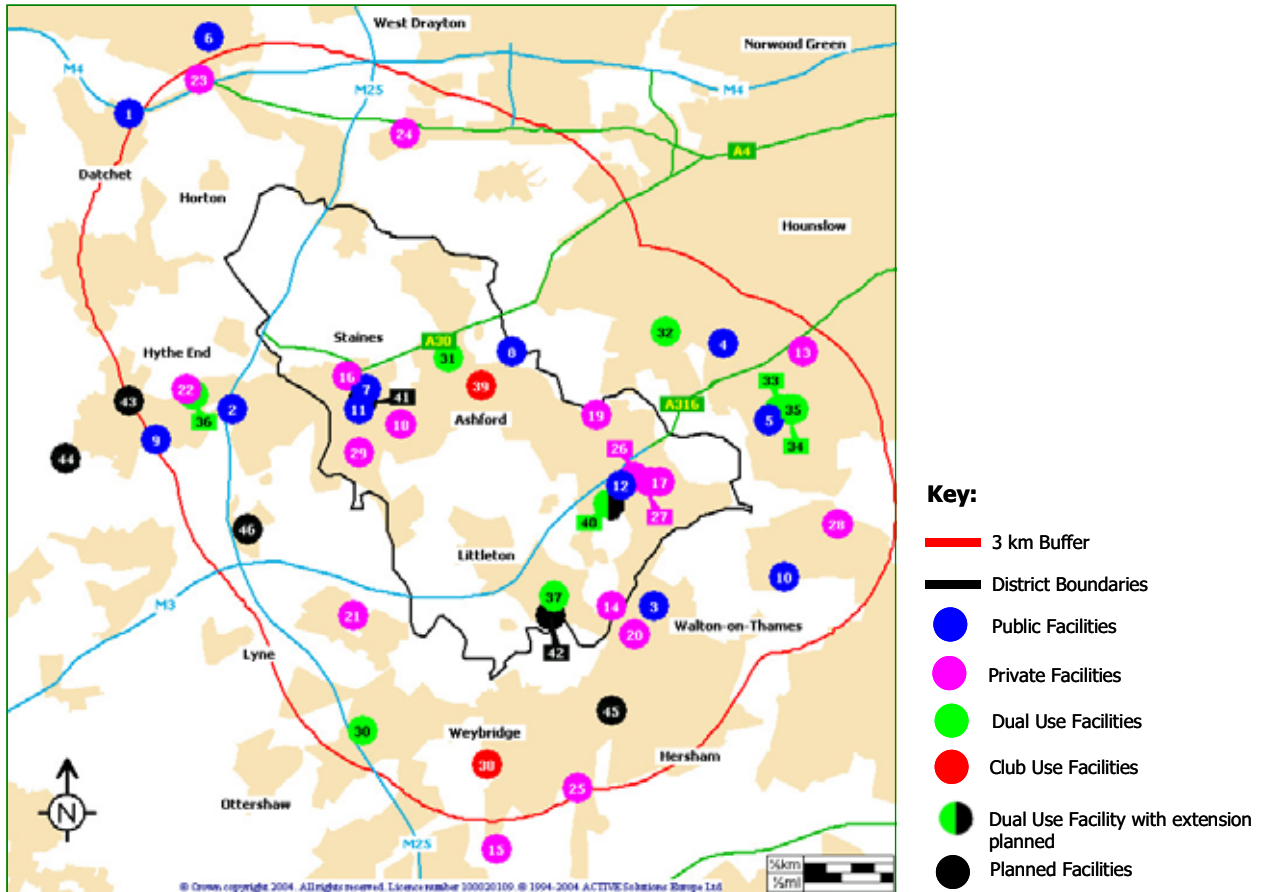 West Drayton
6
Norwood Green
M4
23
M25
M4
1
24
A4
Datchet
Horton
Hounslow
32
4
Staines
A30
8
13
Hythe End
31
16
33
22
7
39
43
41
36
2
11
A316
35
19
5
18
Ashford
9
34
29
26
44
12
17
40
27
28
46
Littleton
10
37
14
3
M3
21
Walton-on-Thames
20
Lyne
42
45
30
Weybridge
38
Hersham
25
Ottershaw
N
M25
15
½km
½mi
© Crown copyright 2004. All rights reserved. Licence number 100020109. © 1994-2004 ACTIVE Solutions Europe Ltd
Key:
3 km Buffer
District Boundaries
Public Facilities
Private Facilities
Dual Use Facilities
Club Use Facilities
Dual Use Facility with extension
planned
Planned Facilities